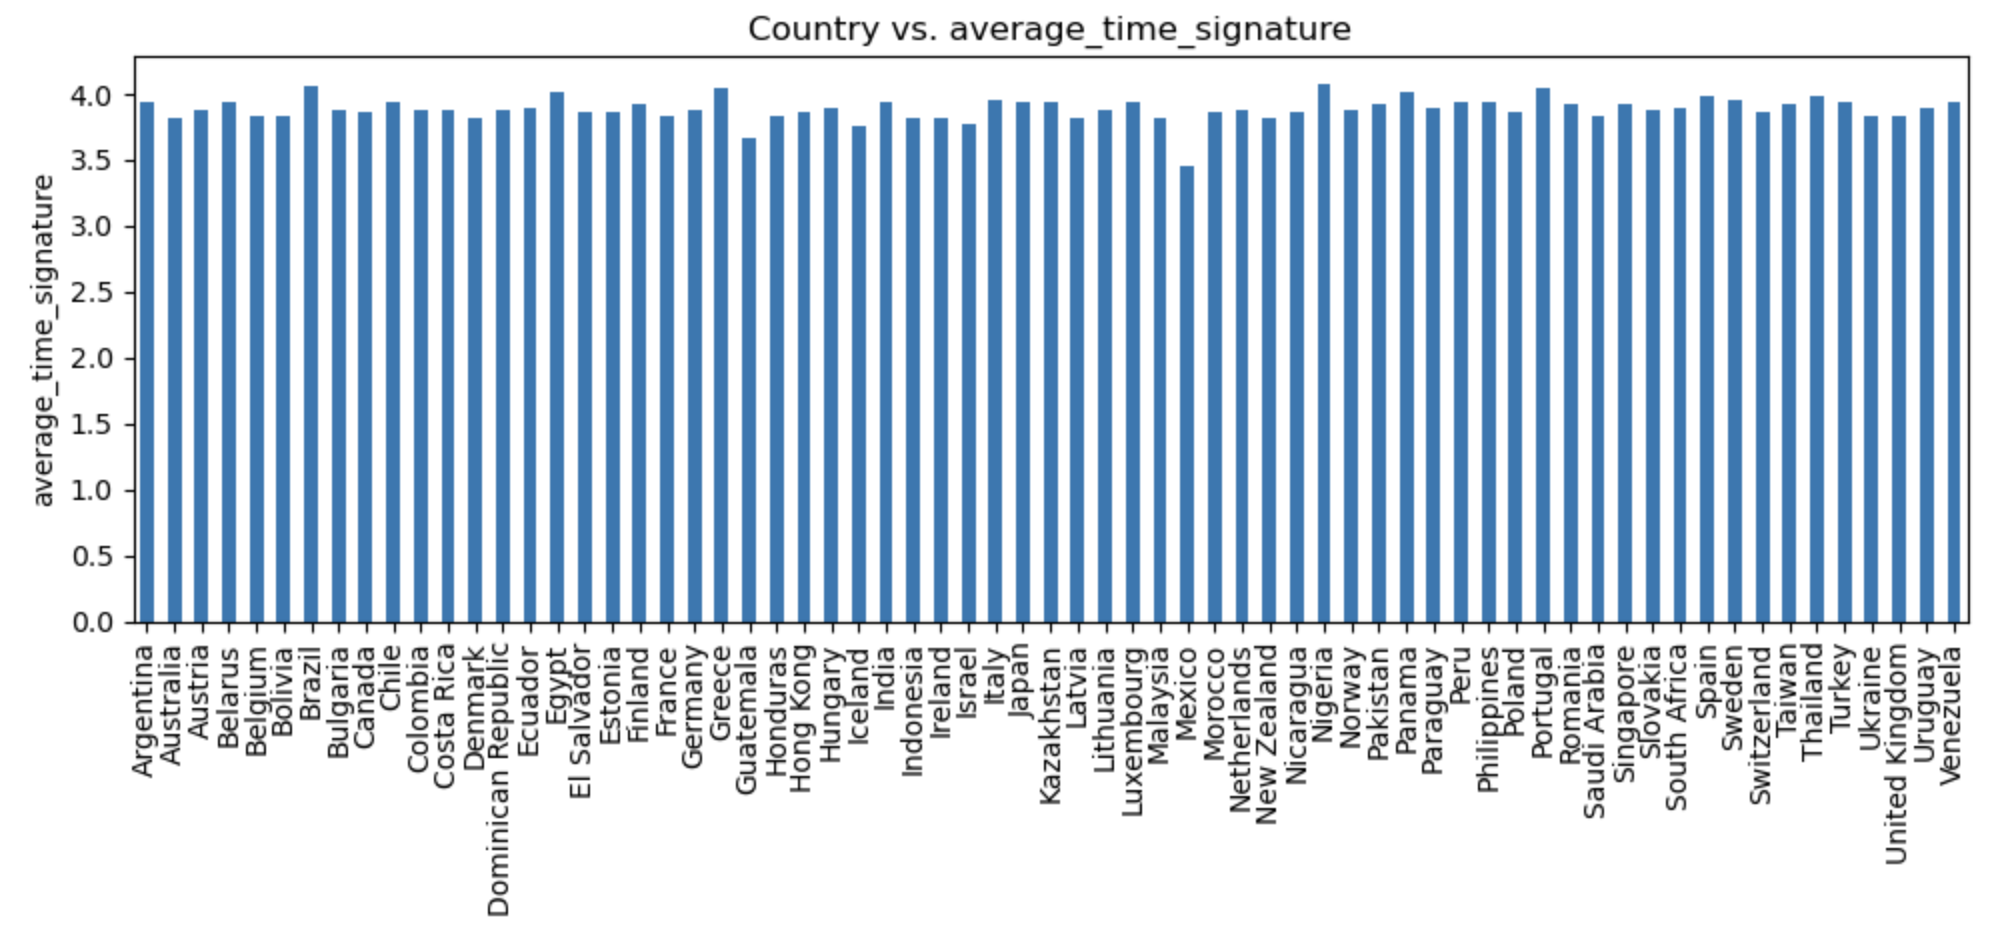 Country vs. average_time_signature
average_time_signature
4.0
3.5
3.0
2.5
2.0
1.5
1.0
0.5
0.0
Argentina
Australia
Austria
Belarus
Belgium
Bolivia
Brazil
Bulgaria
Canada
Chile
Colombia
Costa Rica
Denmark
Dominican Republic
Ecuador
Egypt
El Salvador
Estonia
Finland
France
Germany
Greece
Guatemala
Honduras
Hong Kong
Hungary
Iceland
India
Indonesia
Ireland
Israel
Italy
Japan
Kazakhstan
Latvia
Lithuania
Luxembourg
Malaysia
Mexico
Morocco
Netherlands
New Zealand
Nicaragua
Nigeria
Norway
Pakistan
Panama
Paraguay
Peru
Philippines
Poland
Portugal
Romania
Saudi Arabia
Singapore
Slovakia
South Africa
Spain
Sweden
Switzerland
Taiwan
Thailand
Turkey
Ukraine
United Kingdom
Uruguay
Venezuela